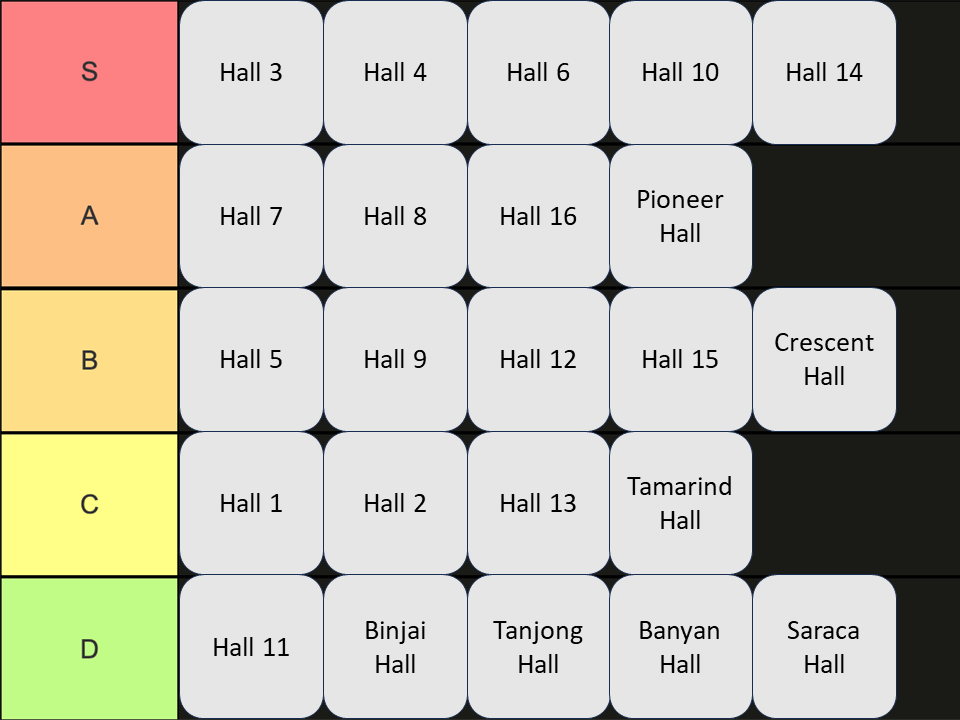 S
Hall 3
Hall 4
Hall 6
Hall 10
Hall 14
A
Hall 7
Hall 8
Hall 16
Pioneer
Hall
B
Hall 5
Hall 9
Hall 12
Hall 15
Crescent
Hall
C
Hall 1
Hall 2
Hall 13
Tamarind
Hall
D
Hall 11
Binjai
Hall
Tanjong
Hall
Banyan
Hall
Saraca
Hall